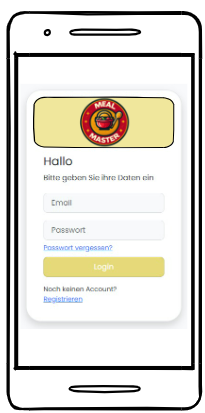 MEAL
MASTER
Hallo
Bitte geben Sie ihre Daten ein
Email
Passwort
Passwort vergessen?
Login
Noch keinen Account?
Registrieren